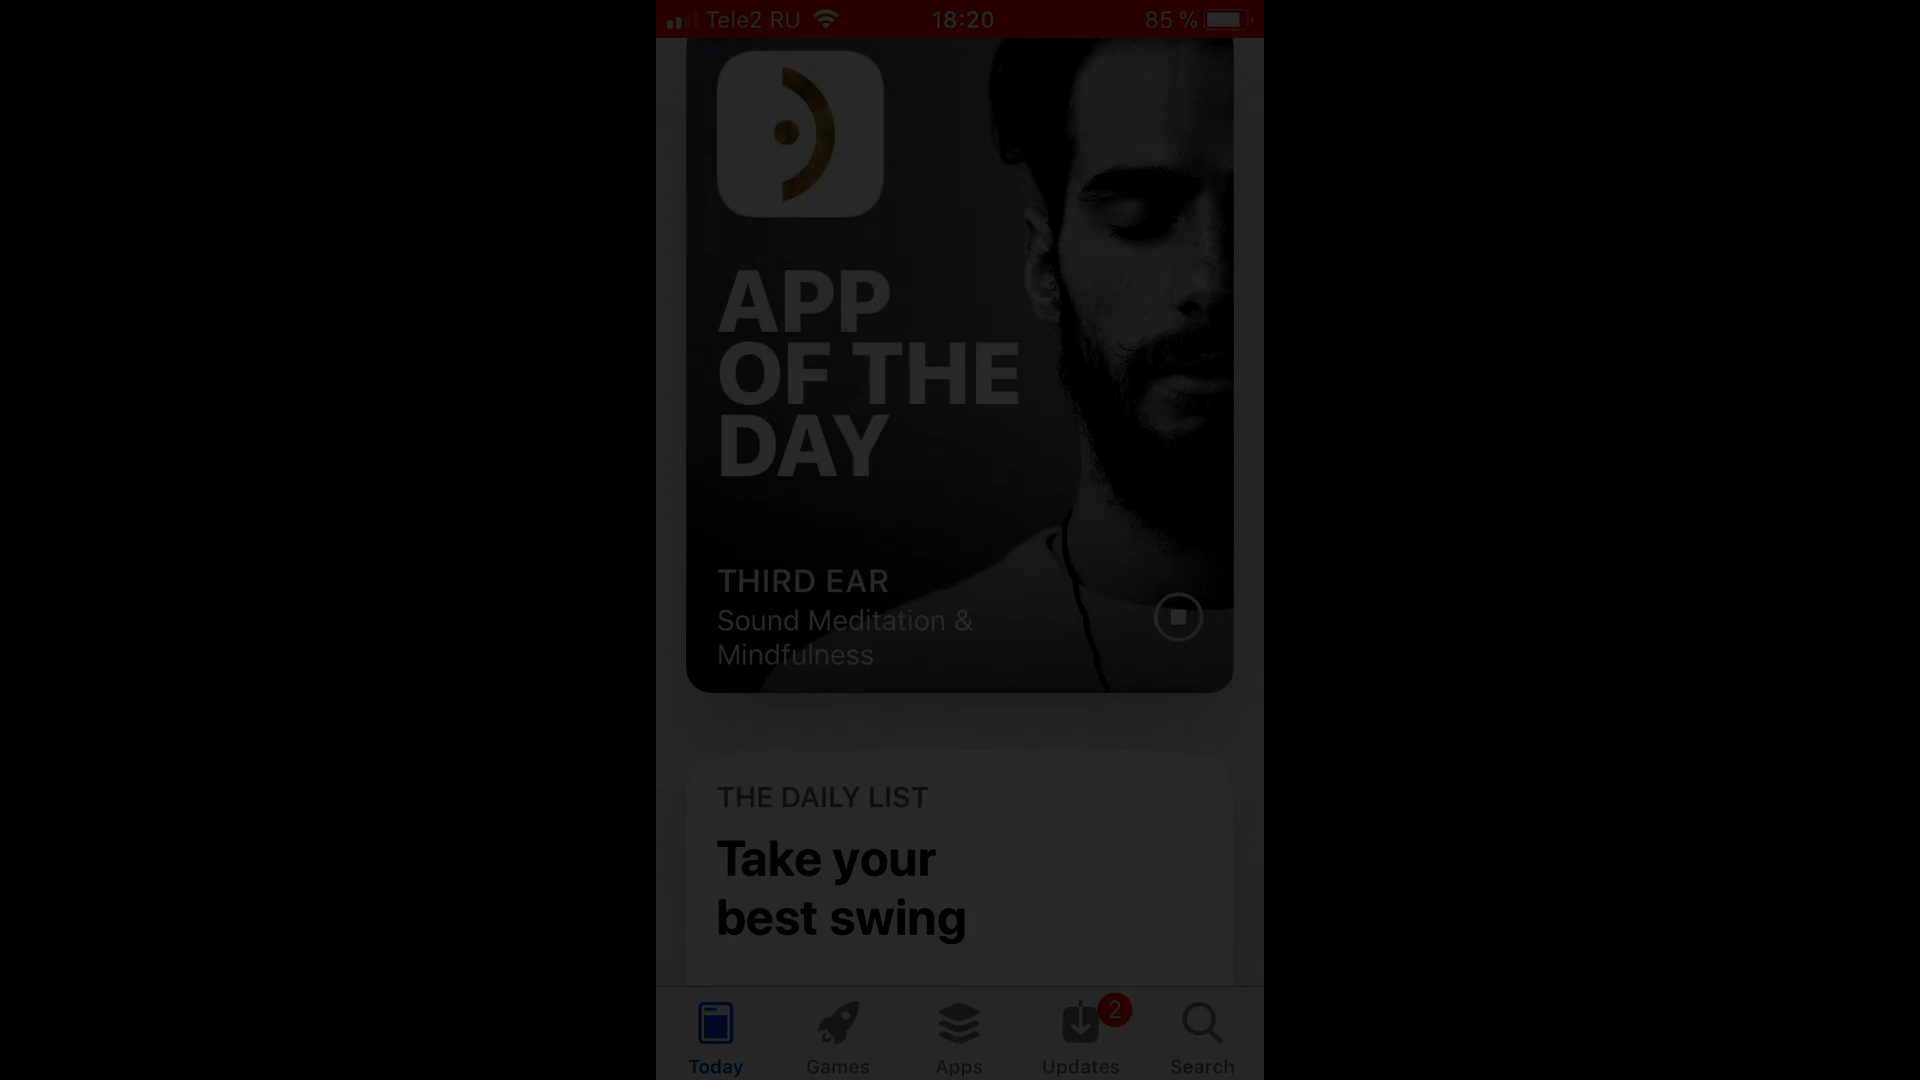 Tele2 RU 18:20 85 %
APP
OF THE
DAY
THIRD EAR
Sound Meditation &
Mindfulness
THE DAILY LIST
Take your
best swing
2
Today Games Apps Updates Search